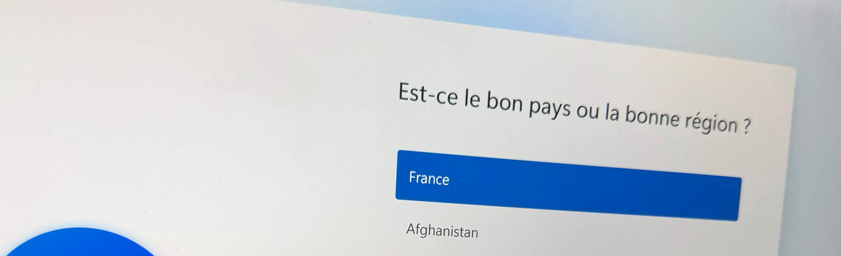 Est-ce le bon pays ou la bonne région ?
France
Afghanistan